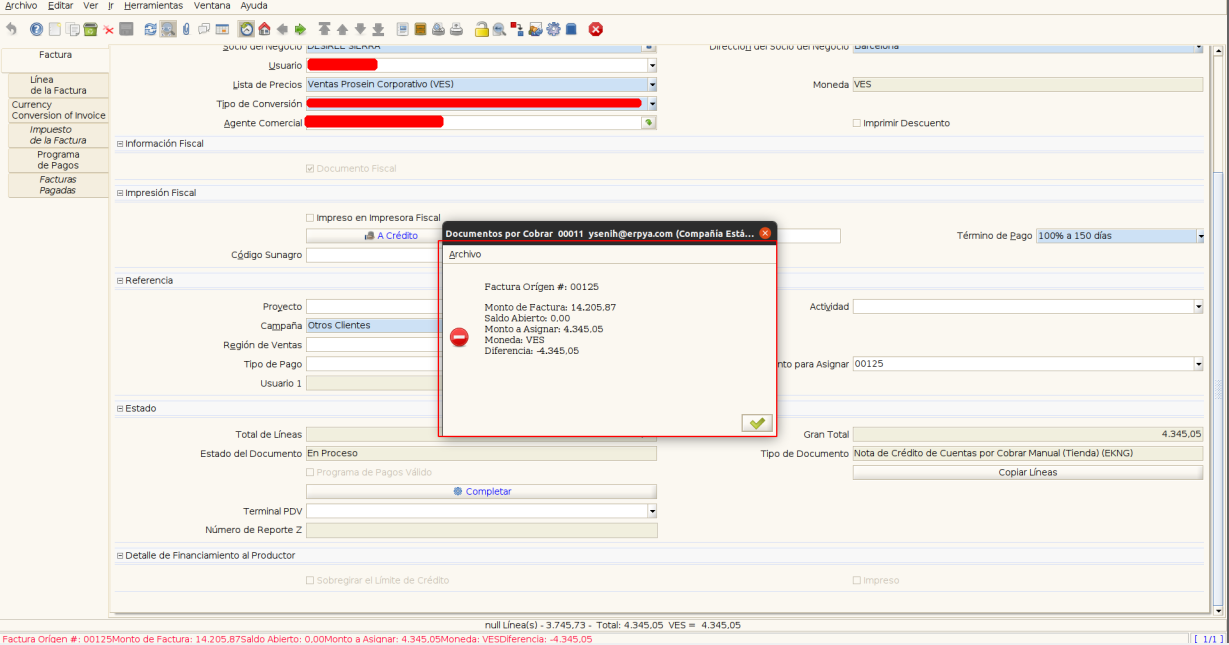 Archivo Editar Ver Ir Herramientas Ventana Ayuda
Factura
Línea
de la Factura
Currency
Conversion of Invoice
Impuesto
de la Factura
Programa
de Pagos
Facturas
Pagadas
Socio del Negocio DESIREE SIERRA Dirección del Socio del Negocio Barcelona
Usuario
Lista de Precios Ventas Prosein Corporativo (VES) Moneda VES
Tipo de Conversión
Agente Comercial Imprimir Descuento
Información Fiscal
Documento Fiscal
Impresión Fiscal
Impreso en Impresora Fiscal
A Crédito Término de Pago 100% a 150 días
Código Sunagro
Referencia
Proyecto Actividad
Campaña Otros Clientes
Región de Ventas
Tipo de Pago nto para Asignar 00125
Usuario 1
Estado
Total de Líneas Gran Total 4.345,05
Estado del Documento En Proceso Tipo de Documento Nota de Crédito de Cuentas por Cobrar Manual (Tienda) (EKNG)
Programa de Pagos Válido Copiar Líneas
Completar
Terminal PDV
Número de Reporte Z
Detalle de Financiamiento al Productor
Sobregirar el Límite de Crédito Impreso
Documentos por Cobrar 00011 ysenih@erpya.com (Compañia Está...
Archivo
Factura Orígen #: 00125
Monto de Factura: 14.205,87
Saldo Abierto: 0,00
Monto a Asignar: 4.345,05
Moneda: VES
Diferencia: -4.345,05
null Línea(s) - 3.745,73 - Total: 4.345,05 VES = 4.345,05
Factura Orígen #: 00125Monto de Factura: 14.205,87Saldo Abierto: 0,00Monto a Asignar: 4.345,05Moneda: VESDiferencia: -4.345,05 [ 1/1 ]